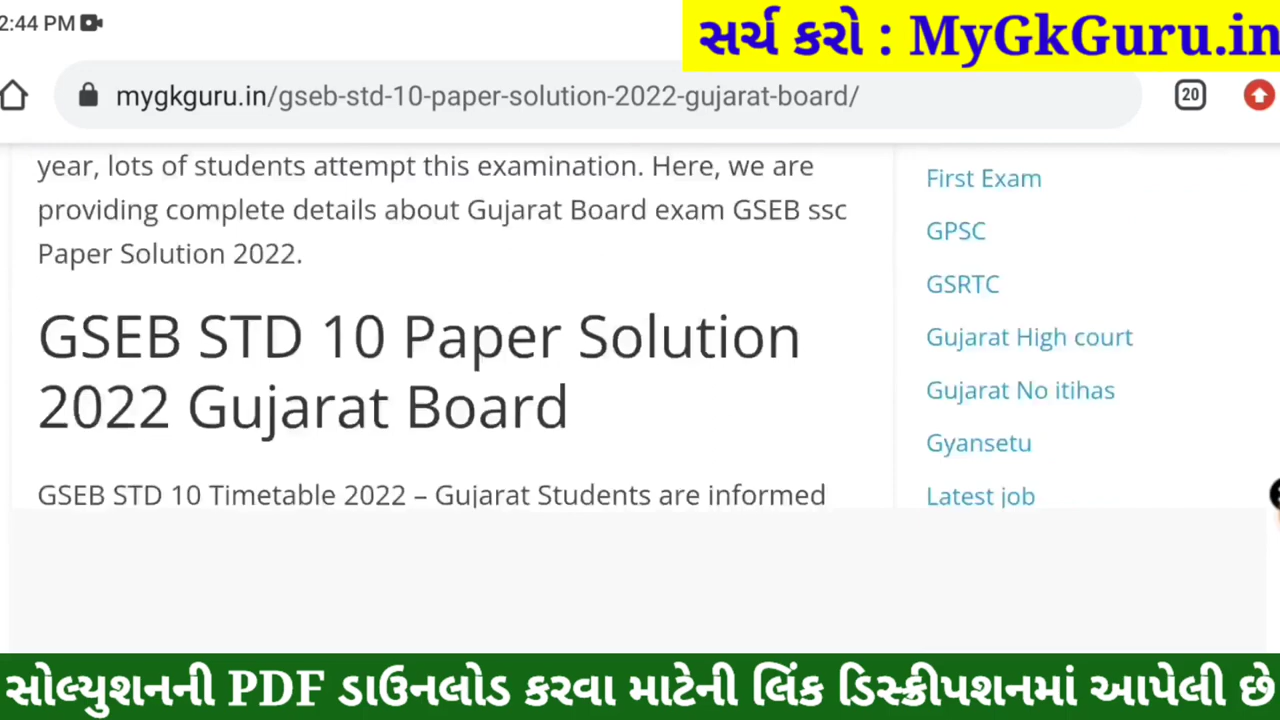 2:44 PM
સર્ચ કરો : MyGkGuru.in
mygkguru.in/gseb-std-10-paper-solution-2022-gujarat-board/
20
year, lots of students attempt this examination. Here, we are
providing complete details about Gujarat Board exam GSEB ssc
Paper Solution 2022.
GSEB STD 10 Paper Solution
2022 Gujarat Board
GSEB STD 10 Timetable 2022 – Gujarat Students are informed
First Exam
GPSC
GSRTC
Gujarat High court
Gujarat No itihas
Gyansetu
Latest job
સોલ્યુશનની PDF ડાઉનલોડ કરવા માટેની લિંક ડિસ્ક્રીપશનમાં આપેલી છે